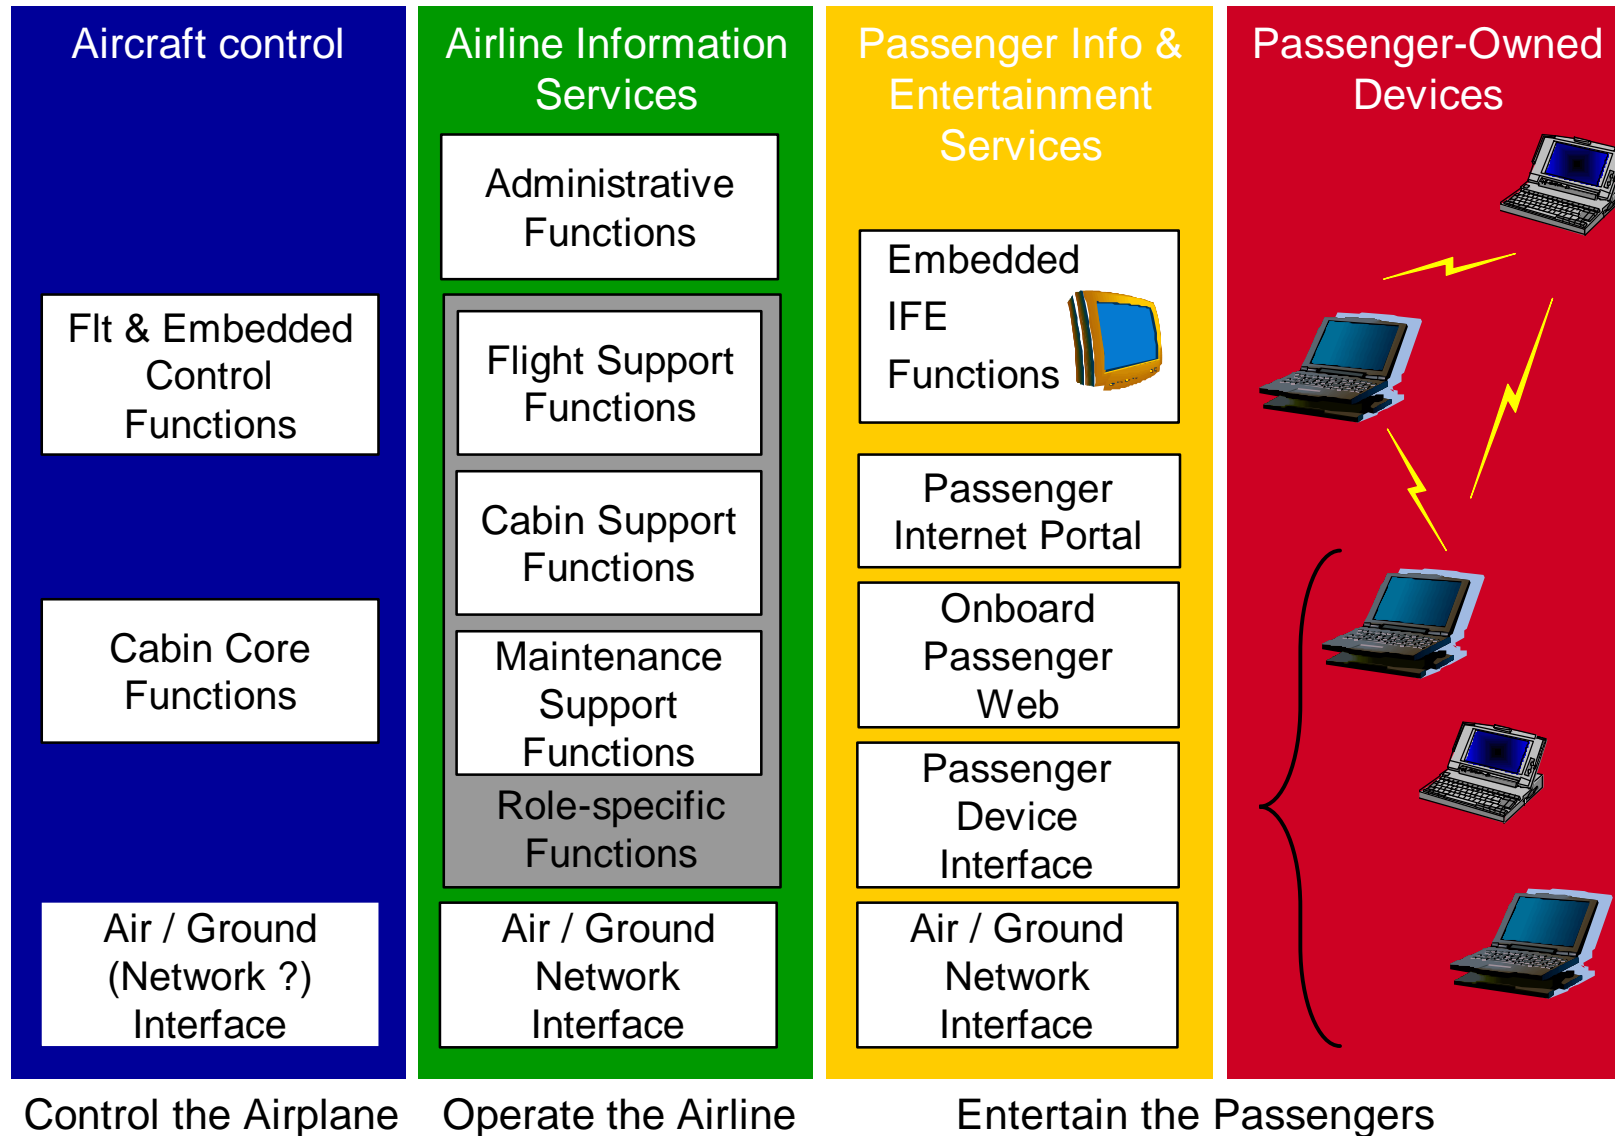 Aircraft control
Flt & Embedded
Control
Functions
Cabin Core
Functions
Air / Ground
(Network ?)
Interface
Control the Airplane
Airline Information
Services
Administrative
Functions
Flight Support
Functions
Cabin Support
Functions
Maintenance
Support
Functions
Role-specific
Functions
Air / Ground
Network
Interface
Operate the Airline
Passenger Info &
Entertainment
Services
Embedded
IFE
Functions
Passenger
Internet Portal
Onboard
Passenger
Web
Passenger
Device
Interface
Air / Ground
Network
Interface
Passenger-Owned
Devices
Entertain the Passengers